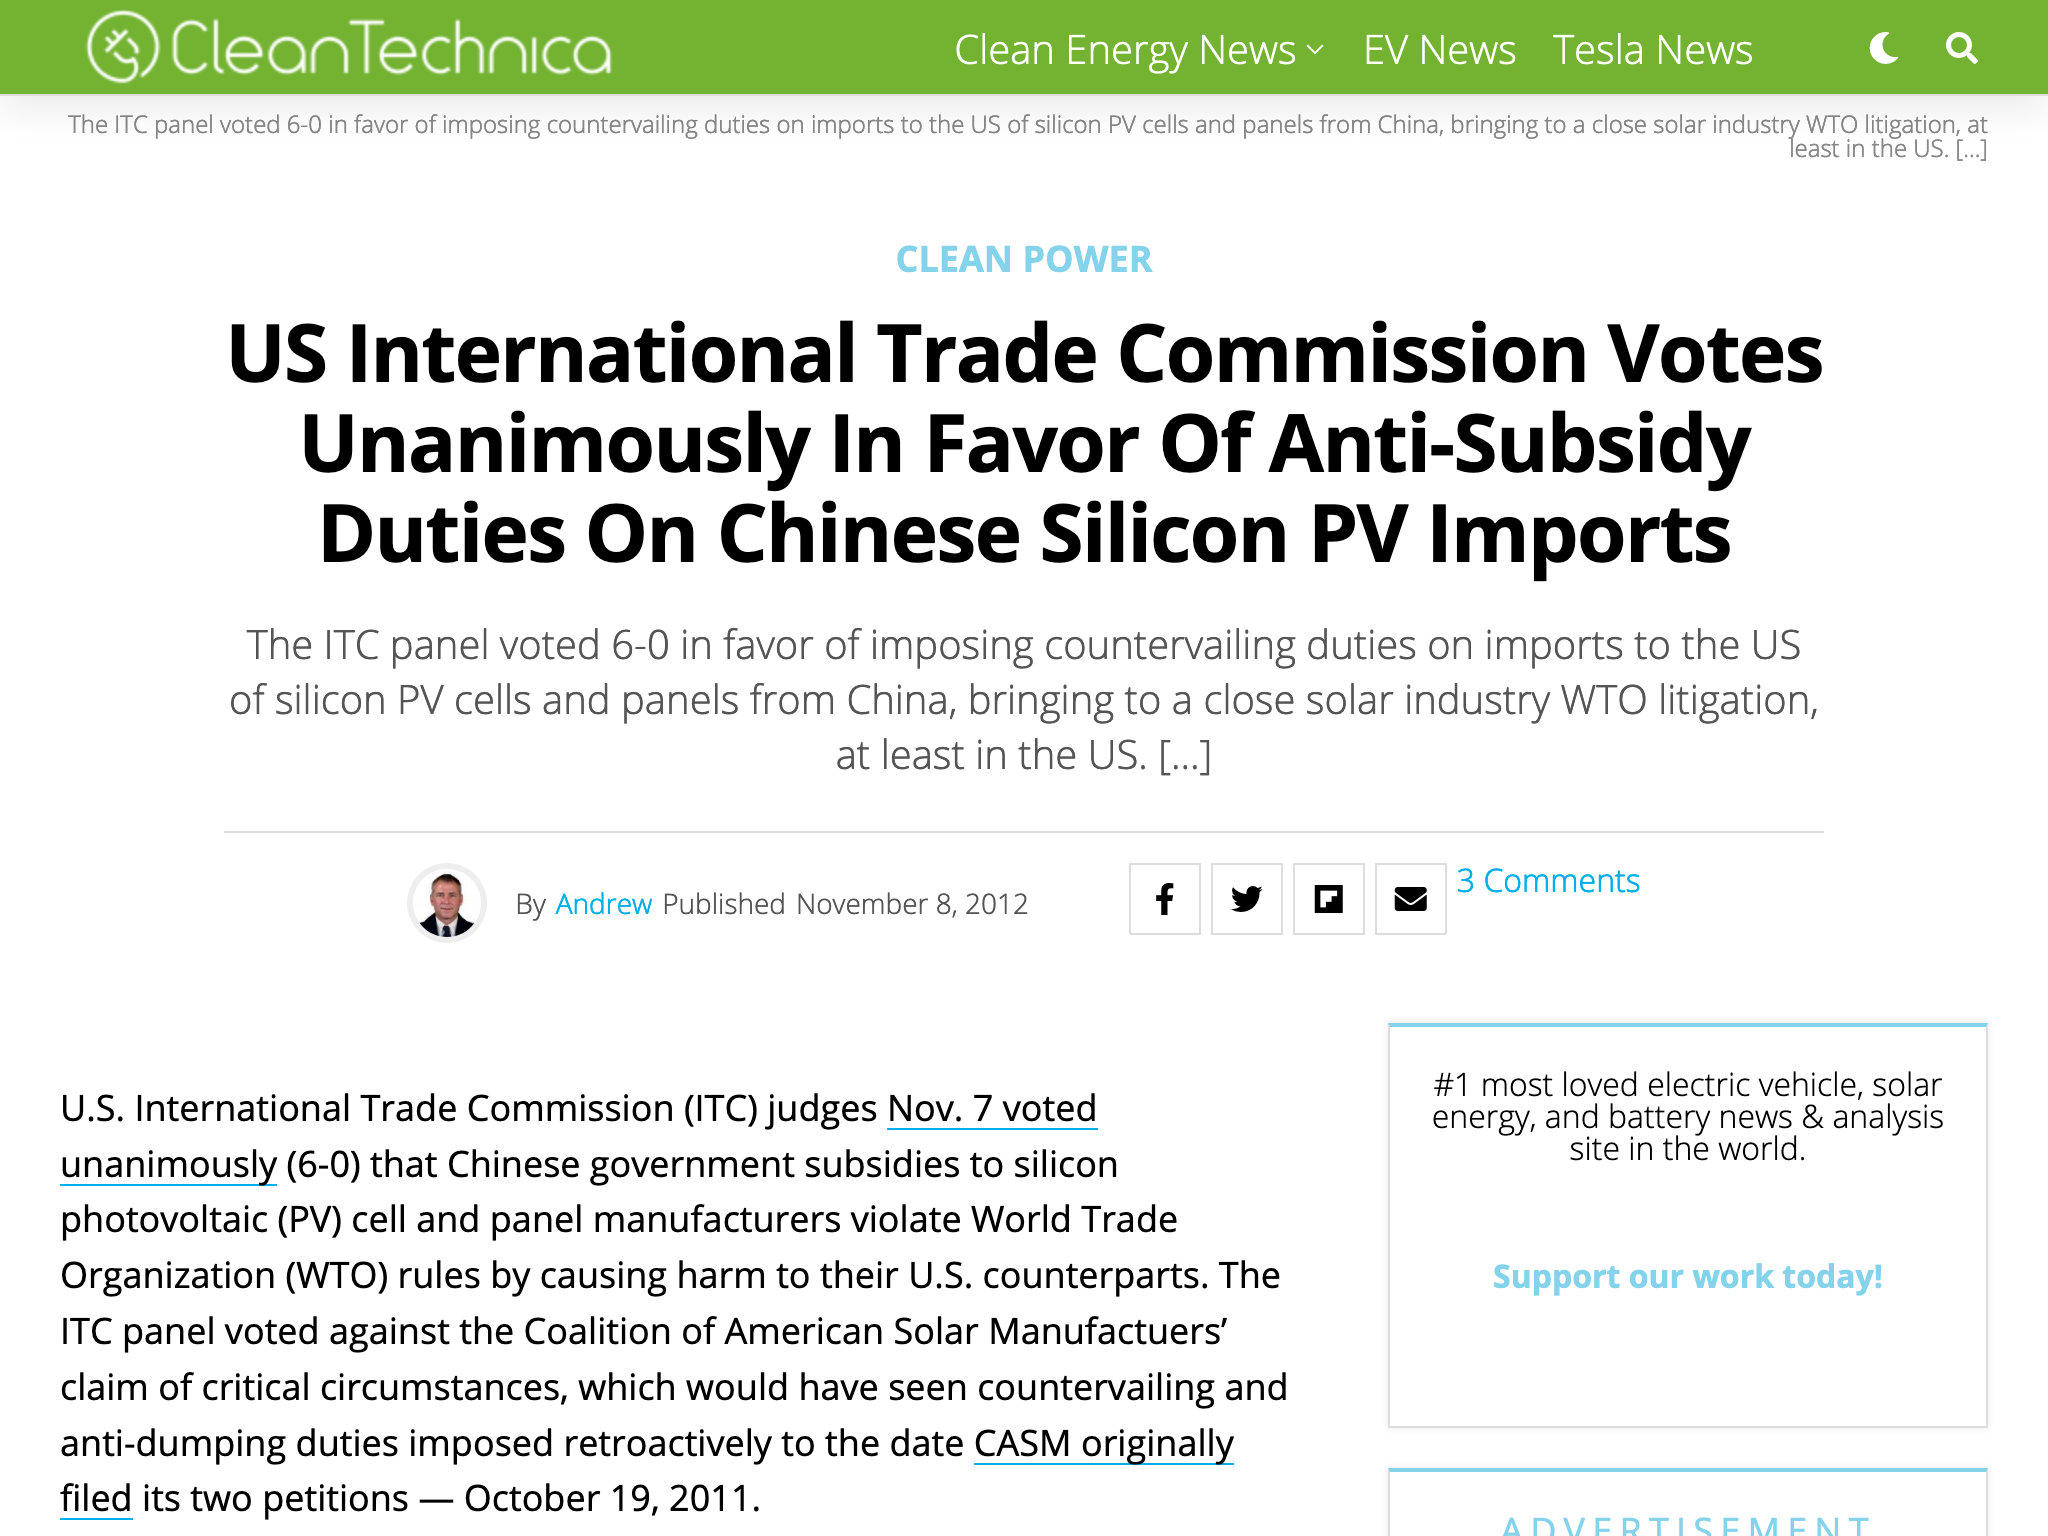 CleanTechnica
Clean Energy News
EV News
Tesla News
The ITC panel voted 6-0 in favor of imposing countervailing duties on imports to the US of silicon PV cells and panels from China, bringing to a close solar industry WTO litigation, at
least in the US. [...]
CLEAN POWER
US International Trade Commission Votes
Unanimously In Favor Of Anti-Subsidy
Duties On Chinese Silicon PV Imports
The ITC panel voted 6-0 in favor of imposing countervailing duties on imports to the US
of silicon PV cells and panels from China, bringing to a close solar industry WTO litigation,
at least in the US. [...]
By Andrew Published November 8, 2012
3 Comments
U.S. International Trade Commission (ITC) judges Nov. 7 voted
unanimously (6-0) that Chinese government subsidies to silicon
photovoltaic (PV) cell and panel manufacturers violate World Trade
Organization (WTO) rules by causing harm to their U.S. counterparts. The
ITC panel voted against the Coalition of American Solar Manufactuers’
claim of critical circumstances, which would have seen countervailing and
anti-dumping duties imposed retroactively to the date CASM originally
filed its two petitions — October 19, 2011.
#1 most loved electric vehicle, solar
energy, and battery news & analysis
site in the world.
Support our work today!
ADVERTISEMENT